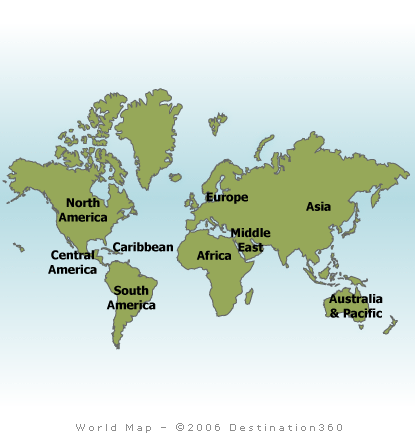 North
America
Europe
Asia
Middle
East
Caribbean
Central
America
Africa
South
America
Australia
& Pacific
World Map - ©2006 Destination360